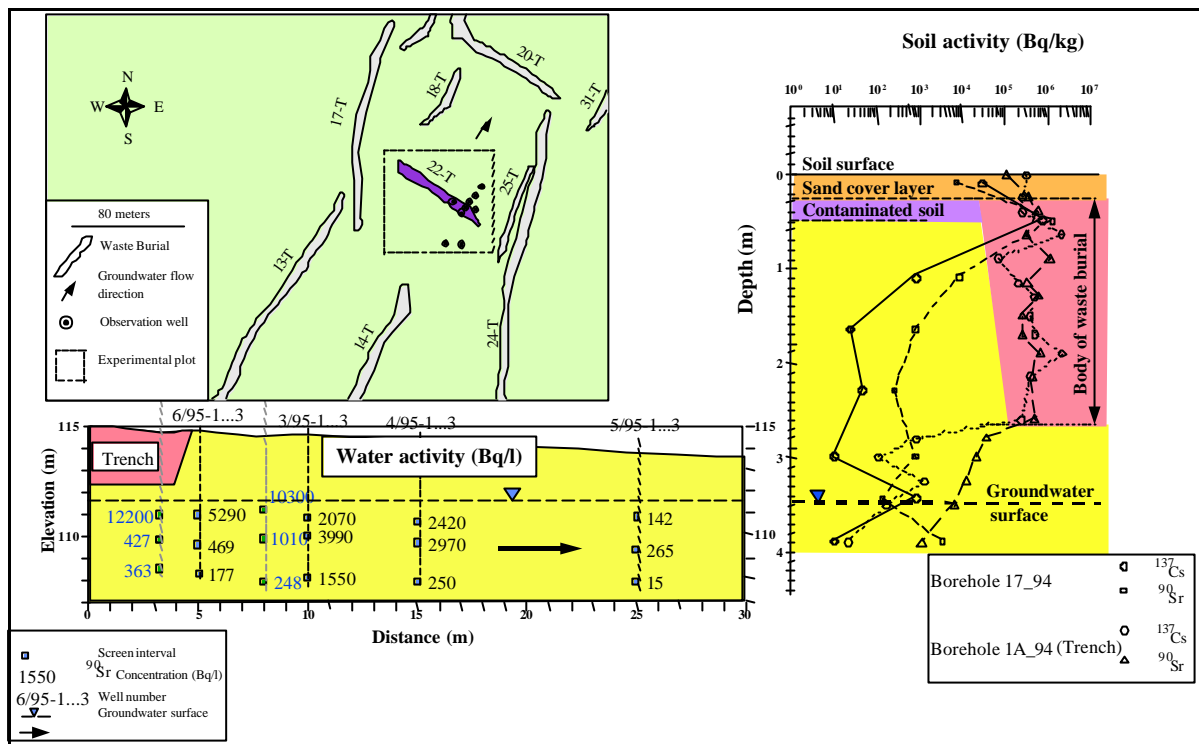 N
W E
S
17-T
20-T
18-T
31-T
22-T
25-T
13-T
14-T
24-T
80 meters
Waste Burial
Groundwater flow
direction
Observation well
Experimental plot
Soil activity (Bq/kg)
10⁰ 10¹ 10² 10³ 10⁴ 10⁵ 10⁶ 10⁷
Soil surface
Sand cover layer
Contaminated soil
Body of waste burial
Groundwater
surface
Depth (m)
0
1
2
3
4
115
110
6/95-1...3 3/95-1...3 4/95-1...3 5/95-1...3
Trench
Water activity (Bq/l)
Elevation (m)
115
110
12200 5290 10300 2070 2420 142
427 469 1010 3990 2970 265
363 177 248 1550 250 15
0 5 10 15 20 25 30
Distance (m)
Screen interval
1550 ⁹⁰Sr Concentration (Bq/l)
6/95-1...3 Well number
Groundwater surface
Borehole 17_94 ¹³⁷Cs
⁹⁰Sr
Borehole 1A_94 (Trench) ¹³⁷Cs
⁹⁰Sr